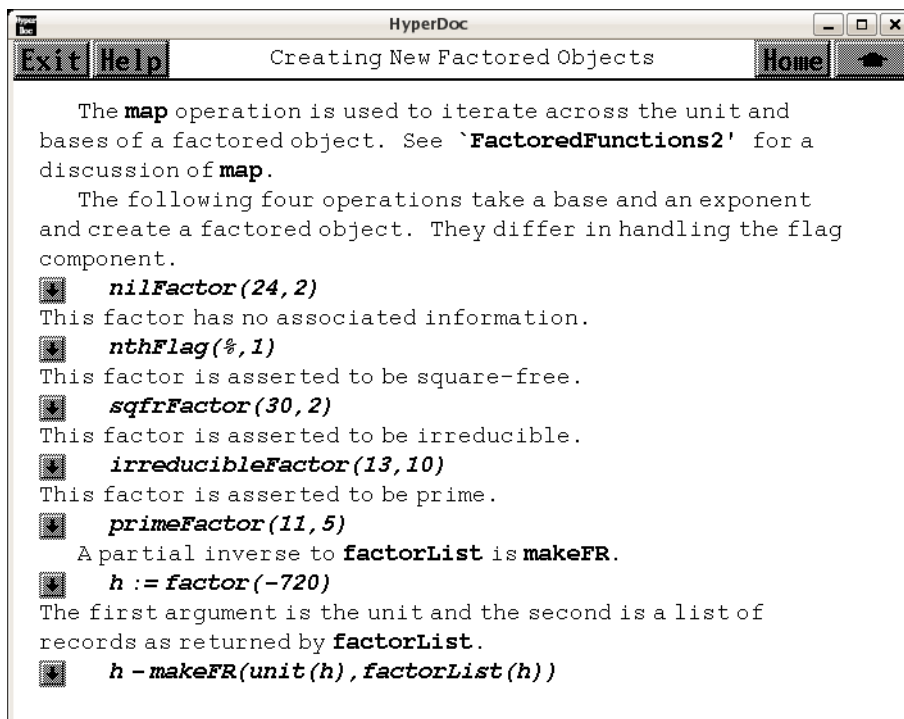 Hyper Doc
HyperDoc
Exit Help Creating New Factored Objects Home
The map operation is used to iterate across the unit and
bases of a factored object. See `FactoredFunctions2' for a
discussion of map.
The following four operations take a base and an exponent
and create a factored object. They differ in handling the flag
component.
nilFactor(24,2)
This factor has no associated information.
nthFlag(%,1)
This factor is asserted to be square-free.
sqfrFactor(30,2)
This factor is asserted to be irreducible.
irreducibleFactor(13,10)
This factor is asserted to be prime.
primeFactor(11,5)
A partial inverse to factorList is makeFR.
h := factor(-720)
The first argument is the unit and the second is a list of
records as returned by factorList.
h - makeFR(unit(h),factorList(h))